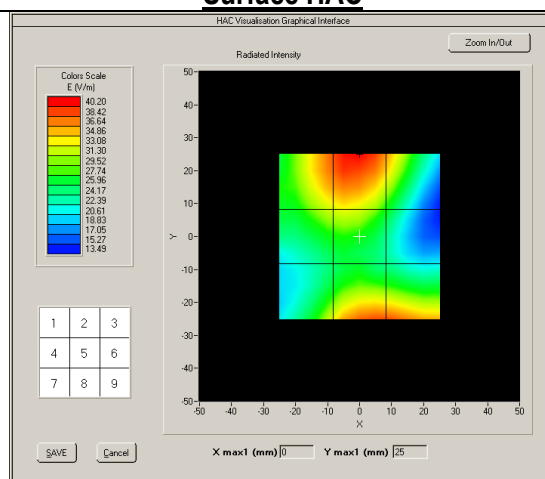 Surface HAC
HAC Visualisation Graphical Interface
Zoom In/Out
Radiated Intensity
Colors Scale
E (V/m)
40.20
38.42
36.64
34.86
33.08
31.30
29.52
27.74
25.96
24.17
22.39
20.61
18.83
17.05
15.27
13.49
50
40
30
20
10
0
-10
-20
-30
-40
-50
Y
-50 -40 -30 -20 -10 0 10 20 30 40 50
X
1 2 3
4 5 6
7 8 9
SAVE Cancel X max1 (mm) 0 Y max1 (mm) 25